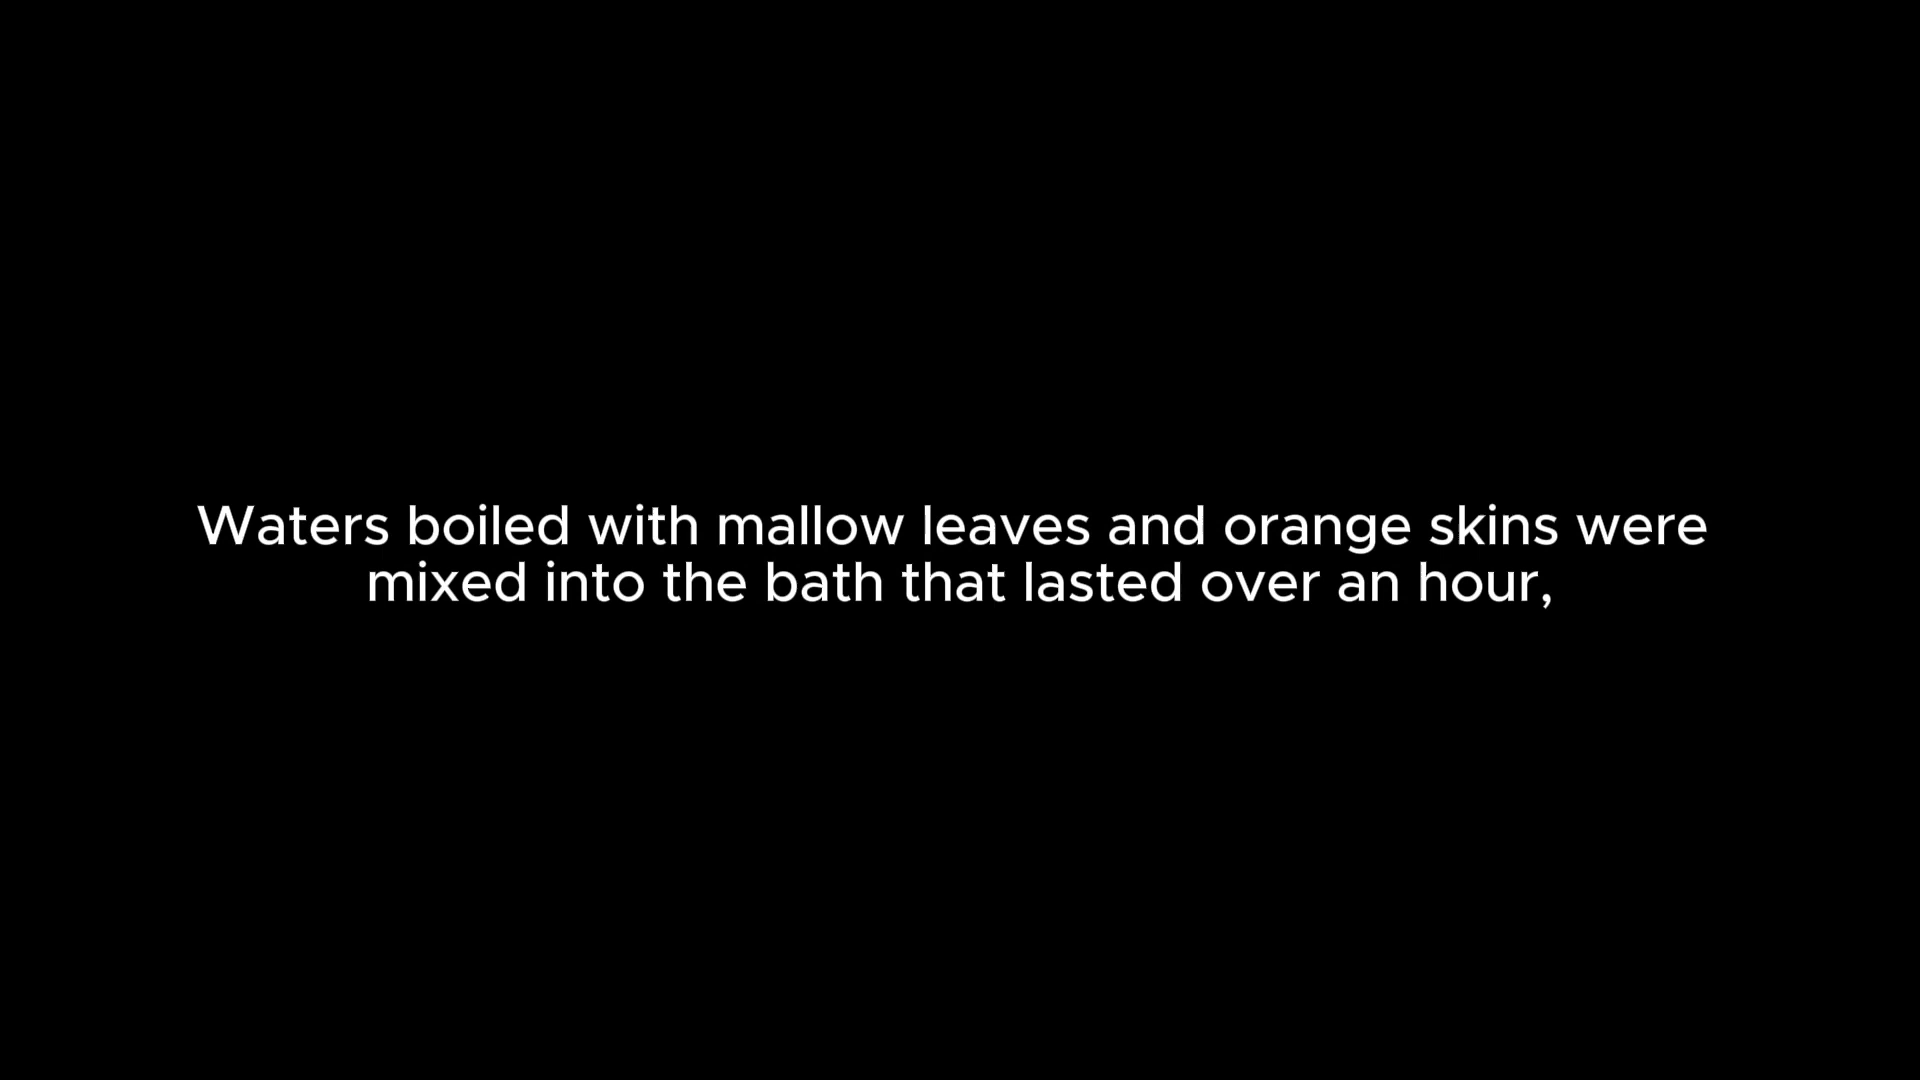 Waters boiled with mallow leaves and orange skins were
mixed into the bath that lasted over an hour,